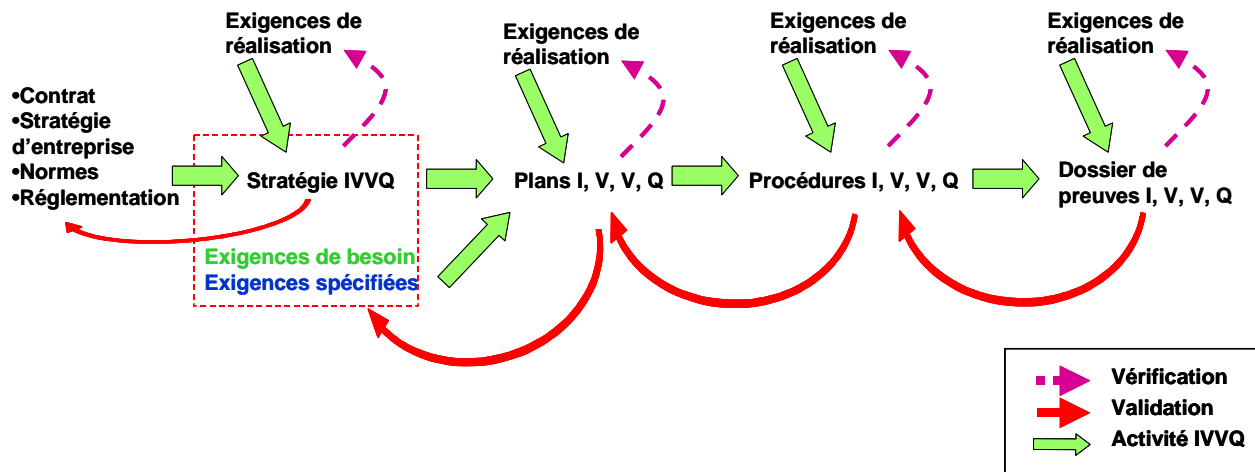 Exigences de
réalisation
Exigences de
réalisation
Exigences de
réalisation
Exigences de
réalisation
•Contrat
•Stratégie
d'entreprise
•Normes
•Réglementation
Stratégie IVVQ
Plans I, V, V, Q
Procédures I, V, V, Q
Dossier de
preuves I, V, V, Q
Exigences de besoin
Exigences spécifiées
Vérification
Validation
Activité IVVQ